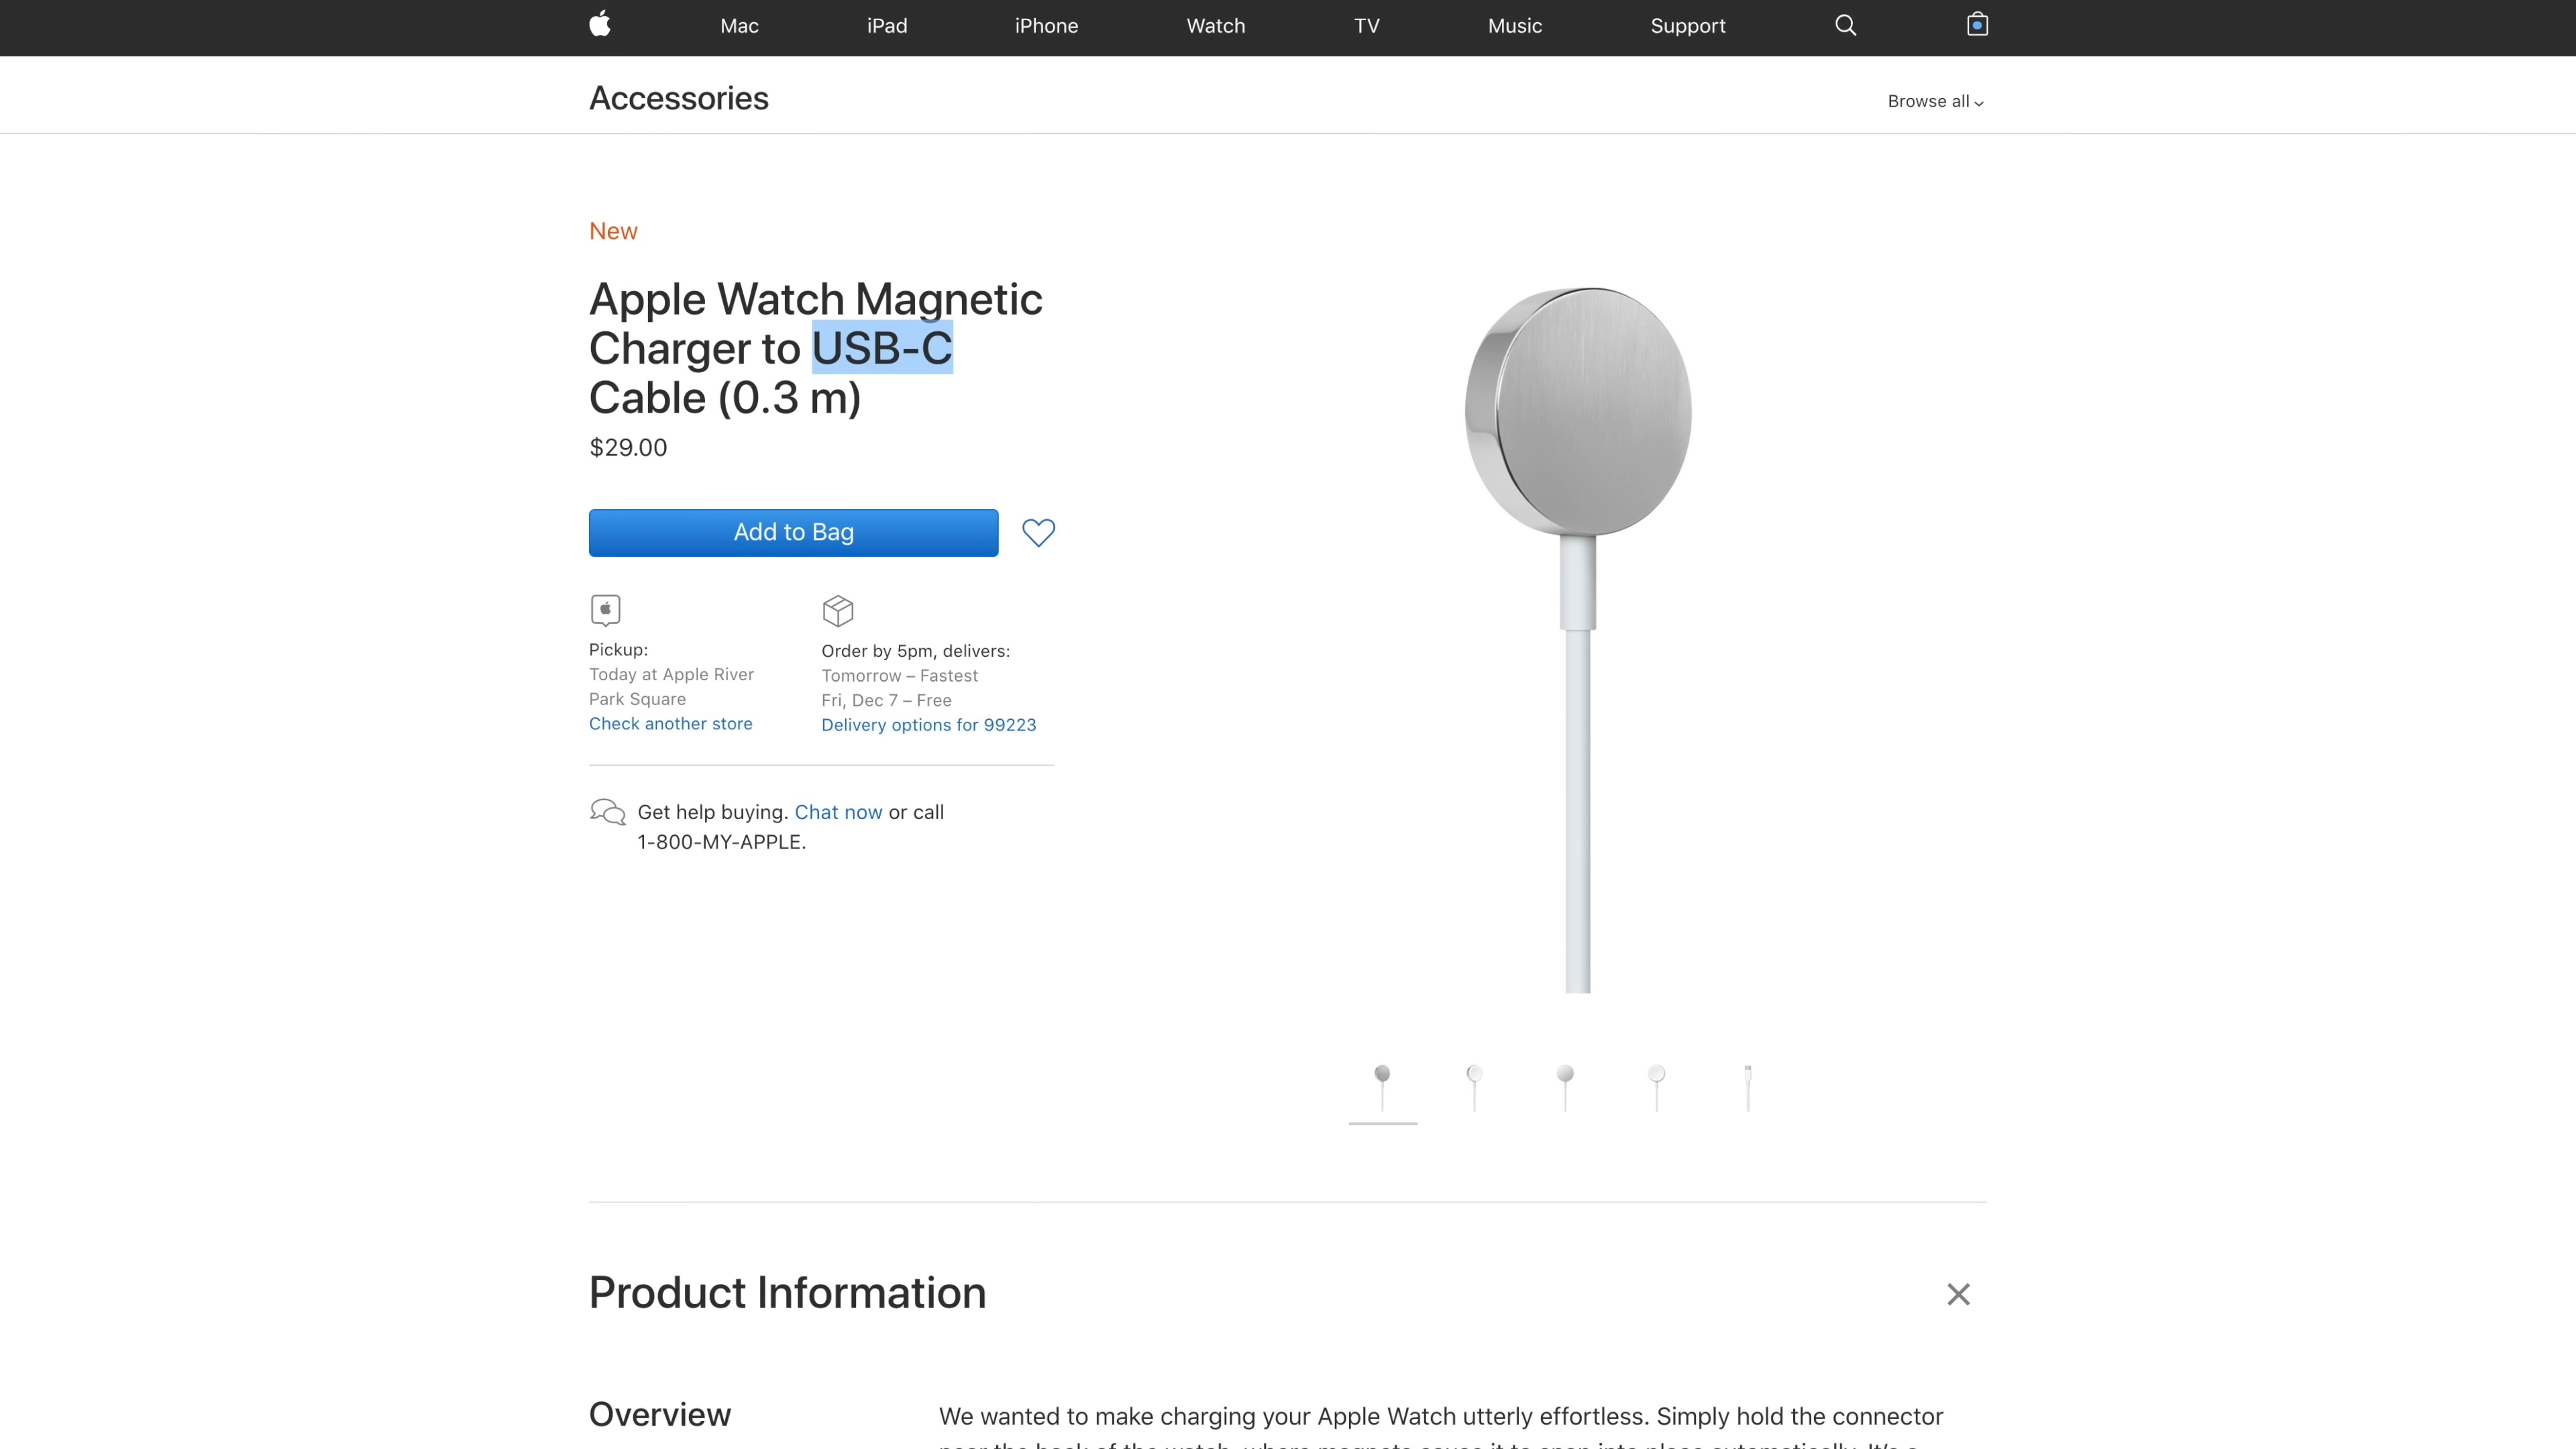 Mac iPad iPhone Watch TV Music Support
Accessories
Browse all
New
Apple Watch Magnetic
Charger to USB-C
Cable (0.3 m)
$29.00
Add to Bag
Pickup:
Today at Apple River
Park Square
Check another store
Order by 5pm, delivers:
Tomorrow – Fastest
Fri, Dec 7 – Free
Delivery options for 99223
Get help buying. Chat now or call
1-800-MY-APPLE.
Product Information
Overview
We wanted to make charging your Apple Watch utterly effortless. Simply hold the connector